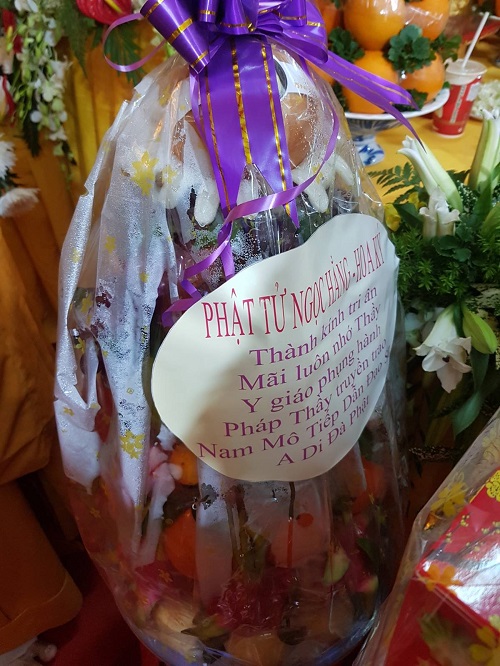 PHẬT TỬ NGỌC HẰNG - HOA KỲ
Thành kính tri ân
Mãi luôn nhớ Thầy
Y giáo phụng hành
Pháp Thầy truyền trao
Nam Mô Tiếp Dẫn Đạo Sư
A Di Đà Phật